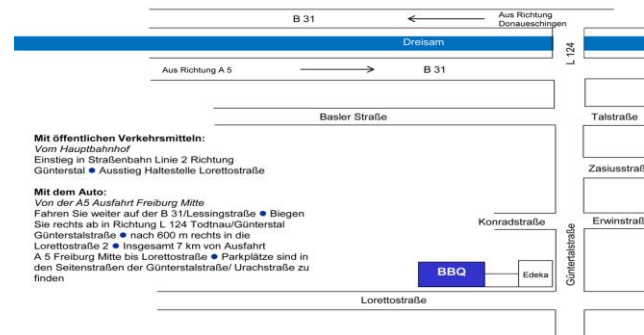 B 31
Aus Richtung
Donaueschingen
Dreisam
L 124
Aus Richtung A 5
B 31
Basler Straße
Talstraße
Mit öffentlichen Verkehrsmitteln:
Vom Hauptbahnhof
Einstieg in Straßenbahn Linie 2 Richtung
Günterstal ● Ausstieg Haltestelle Lorettostraße
Zasiusstraß
Mit dem Auto:
Von der A5 Ausfahrt Freiburg Mitte
Fahren Sie weiter auf der B 31/Lessingstraße ● Biegen
Sie rechts ab in Richtung L 124 Todtnau/Günterstal
Günterstalstraße ● nach 600 m rechts in die
Lorettostraße 2 ● Insgesamt 7 km von Ausfahrt
A 5 Freiburg Mitte bis Lorettostraße ● Parkplätze sind in
den Seitenstraßen der Günterstalstraße/ Urachstraße zu
finden
Konradstraße
Erwinstraße
Güntertalstraße
BBQ
Edeka
Lorettostraße